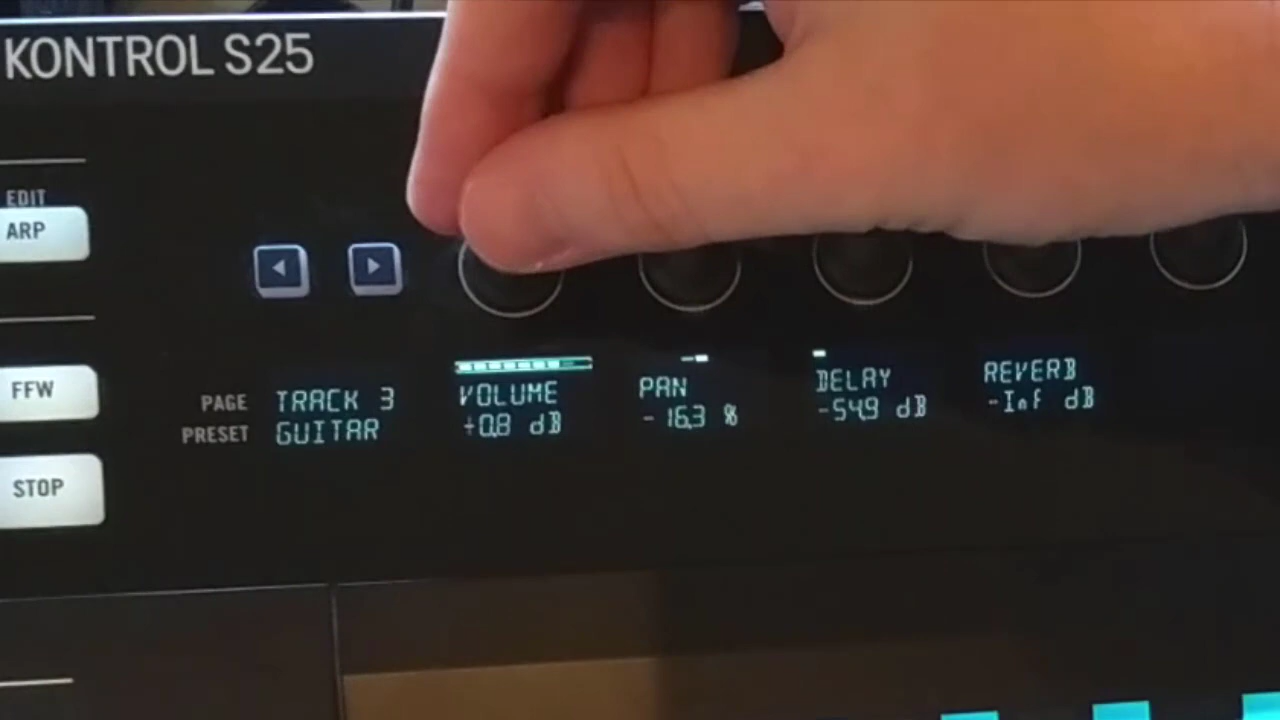 KONTROL S25
EDIT
ARP
FFW
STOP
PAGE TRACK 3
PRESET GUITAR
VOLUME
+0.8 dB
PAN
- 16.3 %
DELAY
-54.9 dB
REVERB
-Inf dB